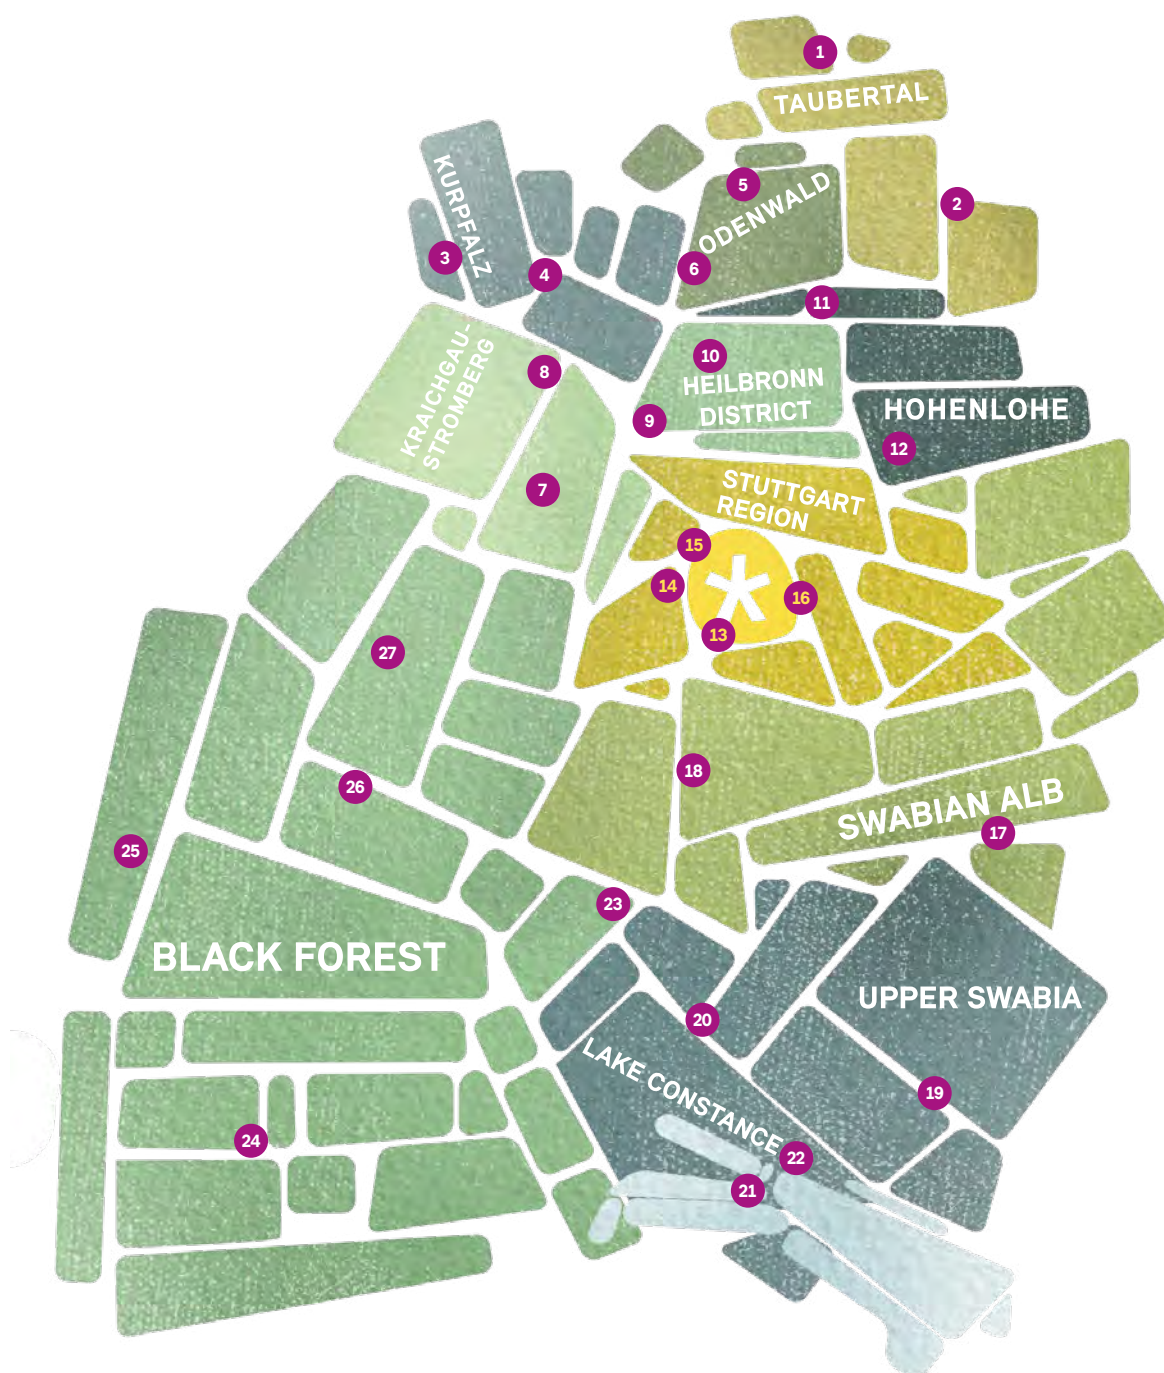 1
TAUBERTAL
KURPFALZ
5
ODENWALD
2
3
4
6
11
KRAICHGAU-
STROMBERG
8
10
HEILBRONN
DISTRICT
9
HOHENLOHE
12
7
STUTTGART
REGION
15
14
16
13
27
18
26
SWABIAN ALB
17
25
23
BLACK FOREST
UPPER SWABIA
20
LAKE CONSTANCE
19
24
22
21